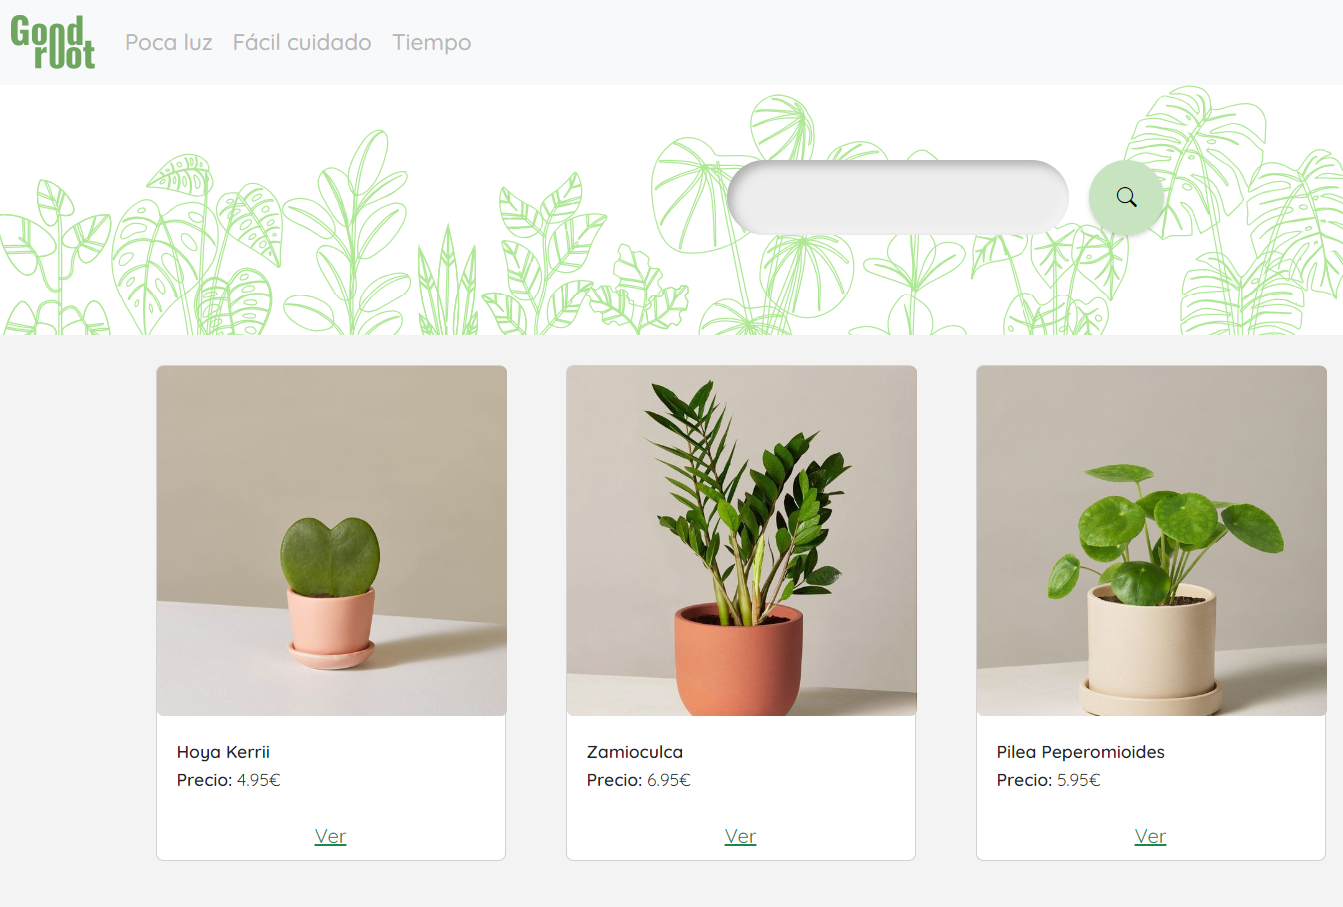 Good
root
Poca luz Fácil cuidado Tiempo
Hoya Kerrii
Precio: 4.95€
Ver
Zamioculca
Precio: 6.95€
Ver
Pilea Peperomioides
Precio: 5.95€
Ver